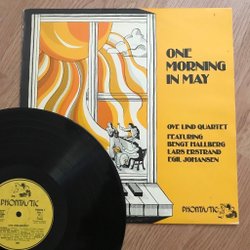 ONE
MORNING
IN MAY
OVE LIND QUARTET
FEATURING
BENGT HALLBERG
LARS ERSTRAND
EGIL JOHANSEN
PHONTASTIC
PHONTASTIC